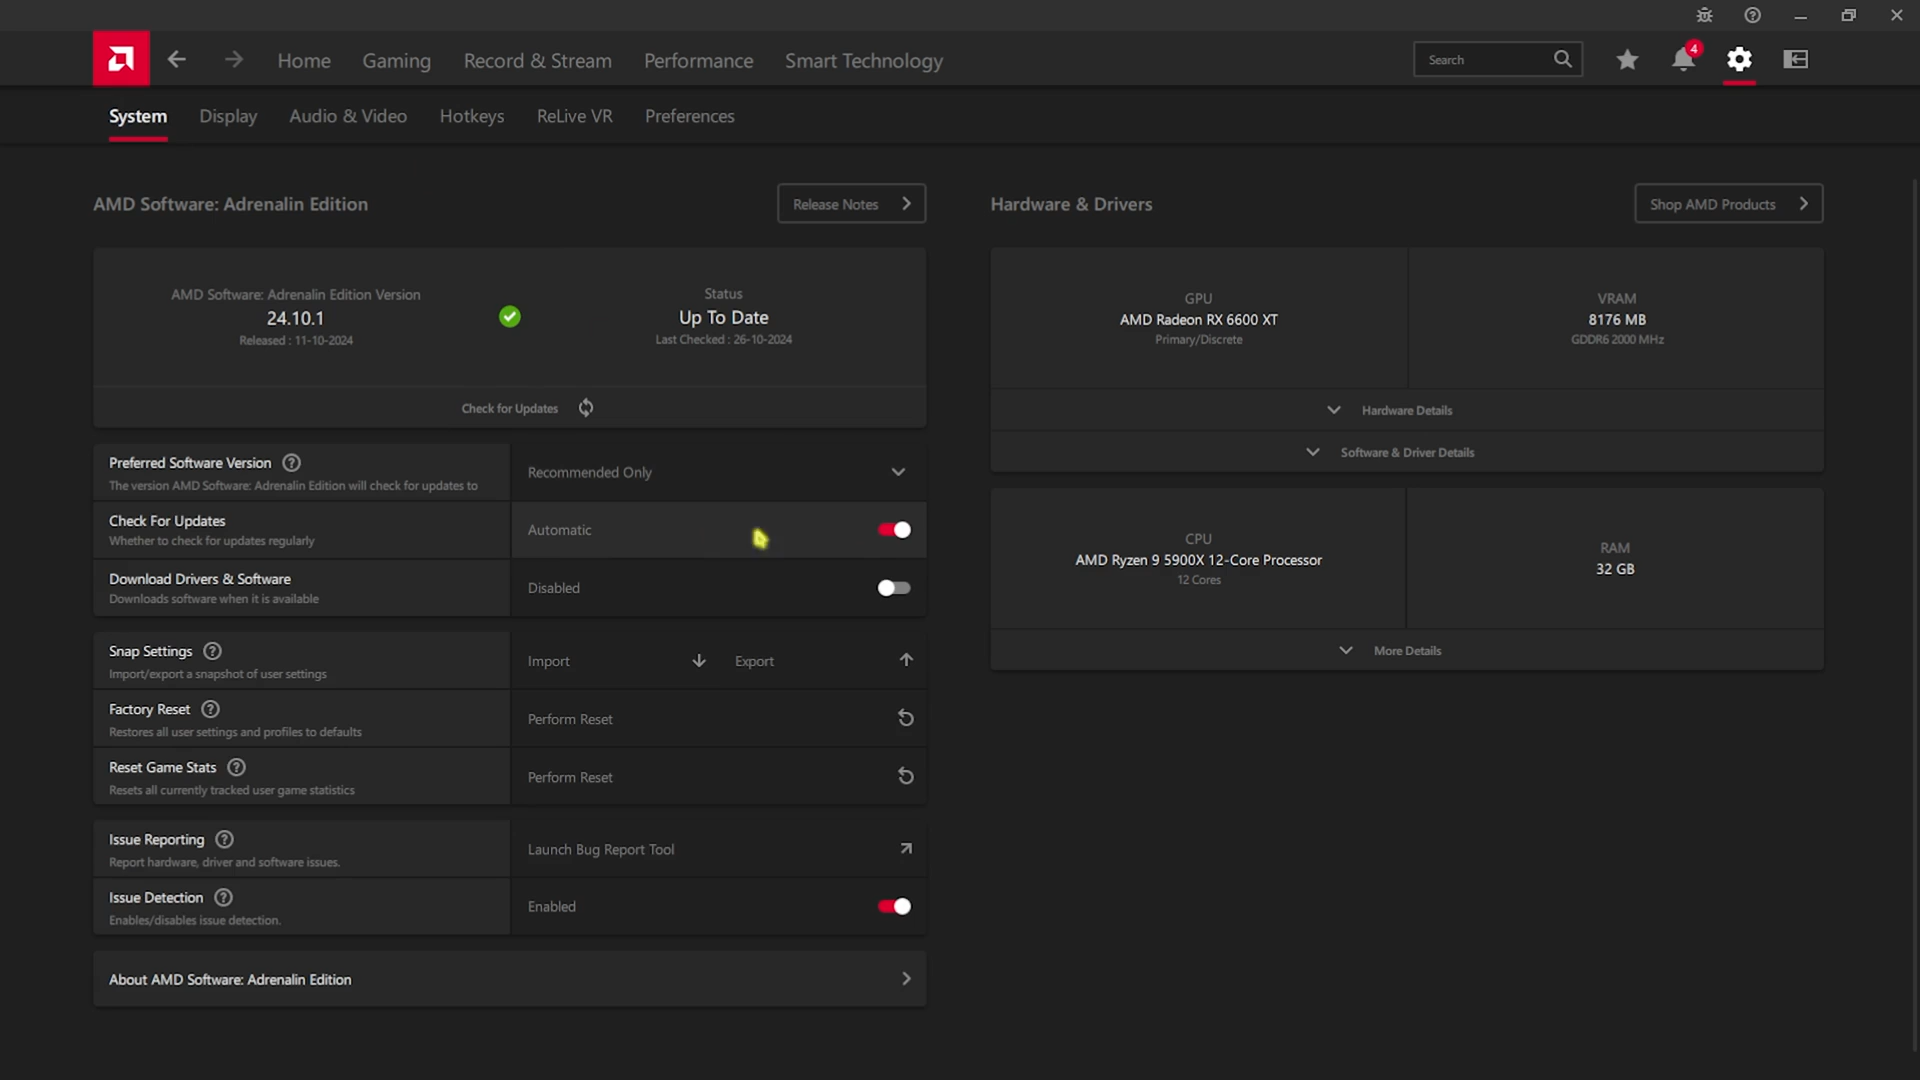 4
Home
Gaming
Record & Stream
Performance
Smart Technology
Search
System
Display
Audio & Video
Hotkeys
ReLive VR
Preferences
AMD Software: Adrenalin Edition
Release Notes
AMD Software: Adrenalin Edition Version
24.10.1
Released : 11-10-2024
Status
Up To Date
Last Checked : 26-10-2024
Check for Updates
Preferred Software Version
The version AMD Software: Adrenalin Edition will check for updates to
Recommended Only
Check For Updates
Whether to check for updates regularly
Automatic
Download Drivers & Software
Downloads software when it is available
Disabled
Snap Settings
Import/export a snapshot of user settings
Import
Export
Factory Reset
Restores all user settings and profiles to defaults
Perform Reset
Reset Game Stats
Resets all currently tracked user game statistics
Perform Reset
Issue Reporting
Report hardware, driver and software issues.
Launch Bug Report Tool
Issue Detection
Enables/disables issue detection.
Enabled
About AMD Software: Adrenalin Edition
Hardware & Drivers
Shop AMD Products
GPU
AMD Radeon RX 6600 XT
Primary/Discrete
VRAM
8176 MB
GDDR6 2000 MHz
Hardware Details
Software & Driver Details
CPU
AMD Ryzen 9 5900X 12-Core Processor
12 Cores
RAM
32 GB
More Details